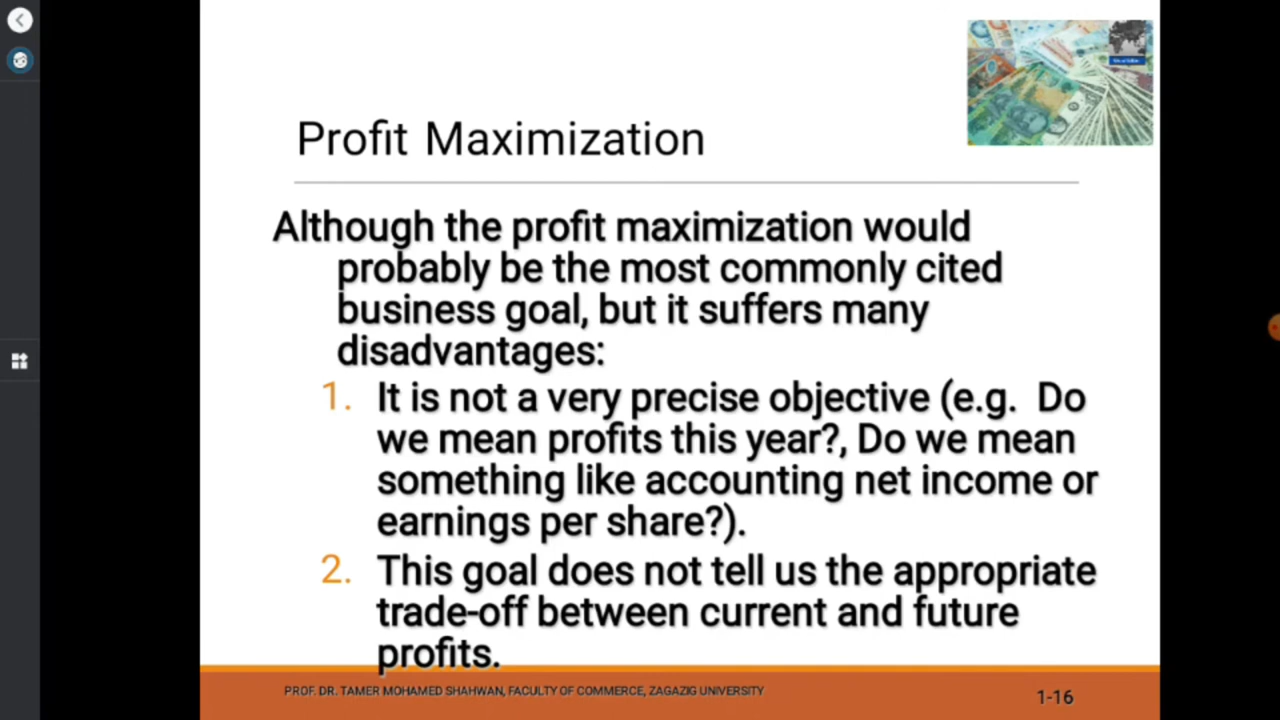 Profit Maximization
Although the profit maximization would
probably be the most commonly cited
business goal, but it suffers many
disadvantages:
1. It is not a very precise objective (e.g. Do
we mean profits this year?, Do we mean
something like accounting net income or
earnings per share?).
2. This goal does not tell us the appropriate
trade-off between current and future
profits.
PROF. DR. TAMER MOHAMED SHAHWAN, FACULTY OF COMMERCE, ZAGAZIG UNIVERSITY
1-16